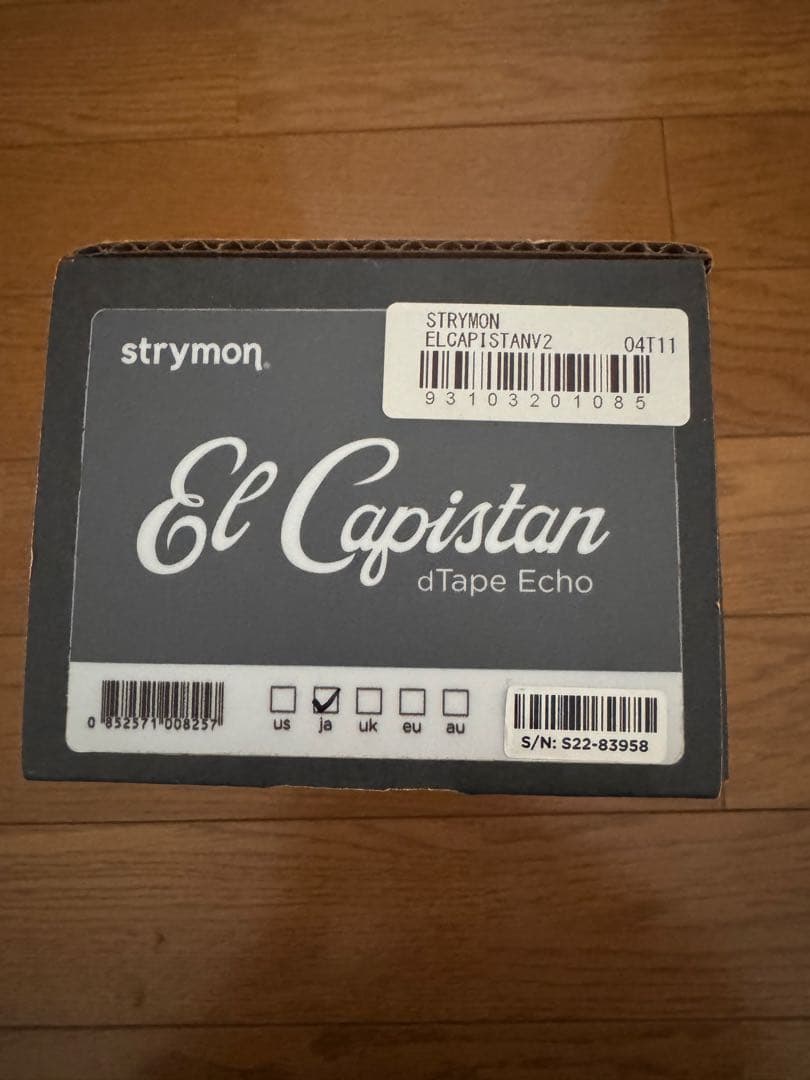 STRYMON
ELCAPISTANV2 04T11
93103201085
strymon®
El Capistan
dTape Echo
0 852571 008257
us ja uk eu au
S/N: S22-83958